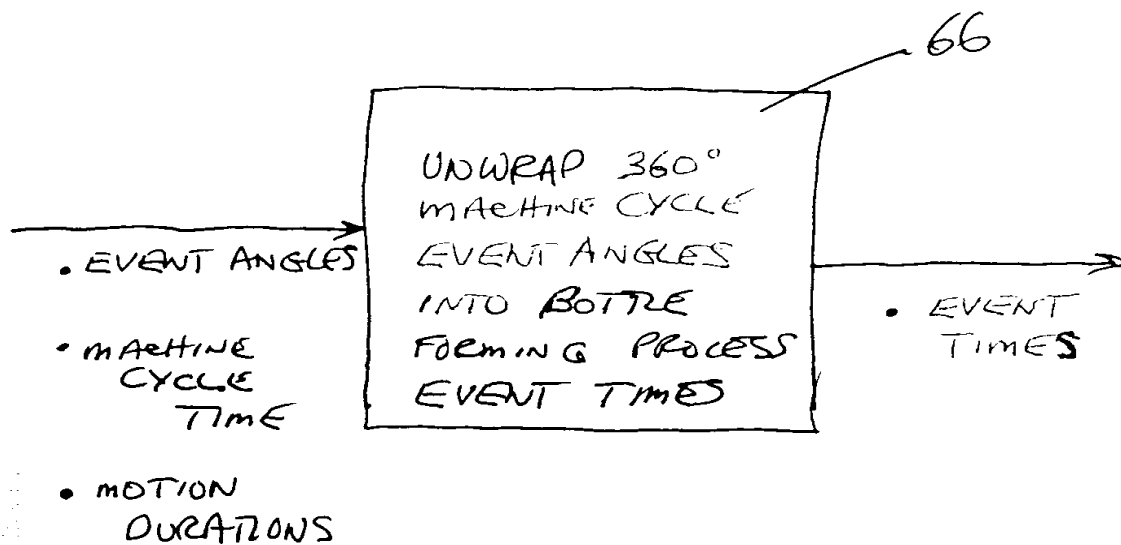 66
UNWRAP 360°
MACHINE CYCLE
EVENT ANGLES
INTO BOTTLE
FORMING PROCESS
EVENT TIMES
• EVENT ANGLES
• MACHINE
CYCLE
TIME
• MOTION
DURATIONS
• EVENT
TIMES